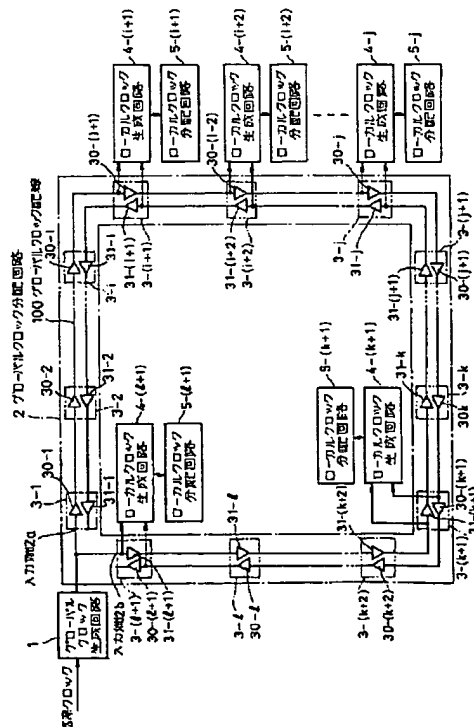 2 グローバルクロック分配回路
100 グローバルクロック配線
1
グローバル
クロック
生成回路
入力端2a
入力端2b
3-1
30-1
31-1
30-2
31-2
3-2
30-1
31-1
3-i
4-(i+1)
ローカルクロック
生成回路
5-(i+1)
ローカルクロック
分配回路
30-(i+1)
31-(i+1)
3-(i+1)
4-(i+2)
ローカルクロック
生成回路
5-(i+2)
ローカルクロック
分配回路
30-(i-2)
31-(i+2)
3-(i+2)
4-j
ローカルクロック
生成回路
5-j
ローカルクロック
分配回路
30-j
31-j
3-j
3-(j+1)
31-(j+1)
30-(j+1)
31-k
3-k
30k
4-(ℓ+1)
ローカルクロック
生成回路
5-(ℓ+1)
ローカルクロック
分配回路
3-(ℓ+1)
30-(ℓ+1)
31-(ℓ+1)
31-ℓ
3-ℓ
30-ℓ
5-(k+1)
ローカルクロック
分配回路
4-(k+1)
ローカルクロック
生成回路
31-(k+2)
3-(k+2)
30-(k+2)
30-(k+1)
31-(k+1)
3-(k+1)